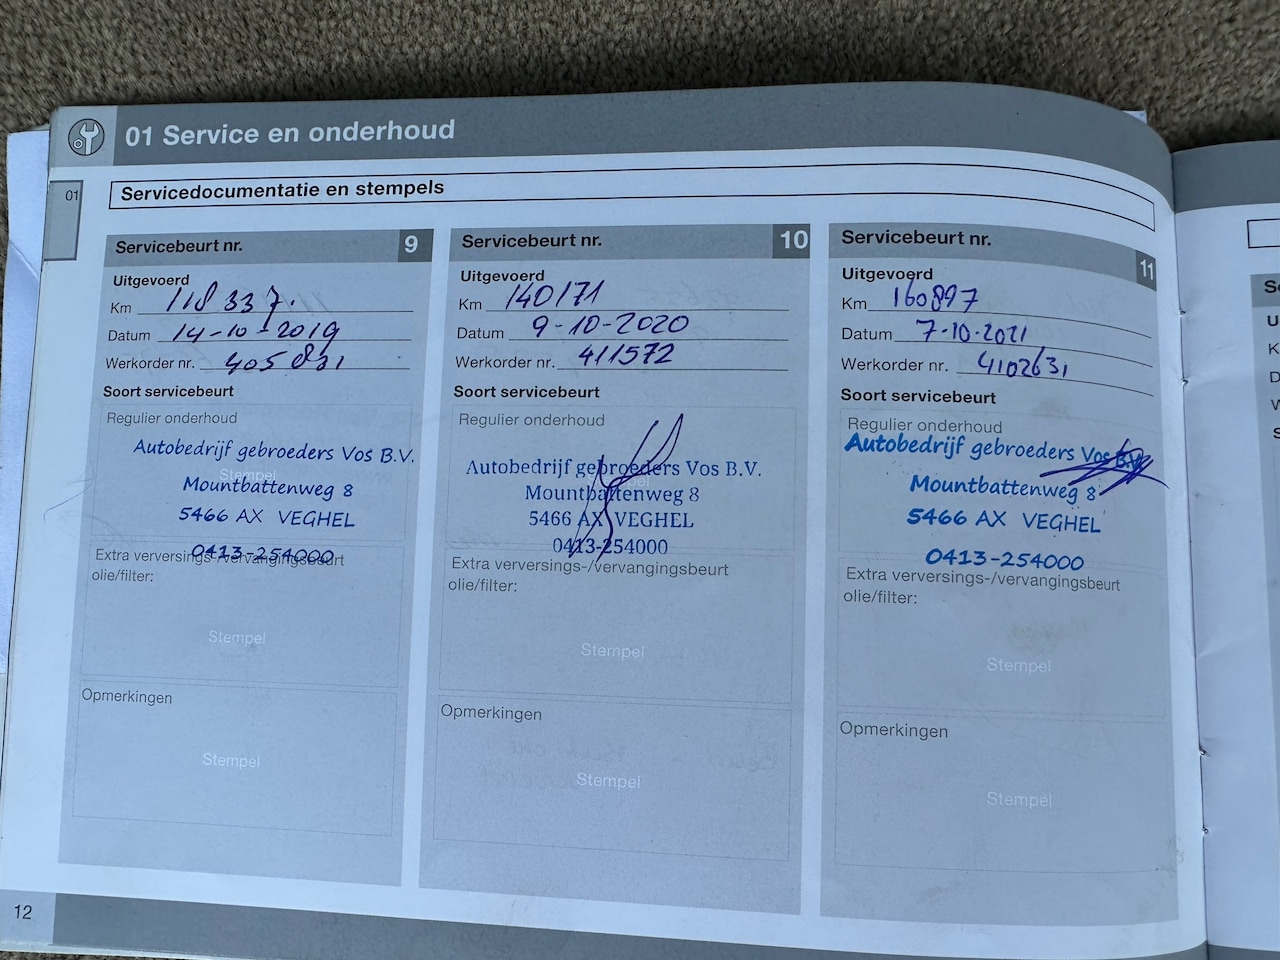 01 Service en onderhoud
01
Servicedocumentatie en stempels
Servicebeurt nr. 9
Uitgevoerd
Km 118 337.
Datum 14-10-2019
Werkorder nr. 405831
Soort servicebeurt
Regulier onderhoud
Autobedrijf gebroeders Vos B.V.
Stempel
Mountbattenweg 8
5466 AX VEGHEL
0413-254000
Extra verversings-/vervangingsbeurt
olie/filter:
Stempel
Opmerkingen
Stempel
Servicebeurt nr. 10
Uitgevoerd
Km 140171
Datum 9-10-2020
Werkorder nr. 411572
Soort servicebeurt
Regulier onderhoud
Autobedrijf gebroeders Vos B.V.
Mountbattenweg 8
5466 AX VEGHEL
0413-254000
Extra verversings-/vervangingsbeurt
olie/filter:
Stempel
Opmerkingen
Stempel
Servicebeurt nr. 11
Uitgevoerd
Km 160897
Datum 7-10-2021
Werkorder nr. 4102631
Soort servicebeurt
Regulier onderhoud
Autobedrijf gebroeders Vos B.V.
Mountbattenweg 8
5466 AX VEGHEL
0413-254000
Extra verversings-/vervangingsbeurt
olie/filter:
Stempel
Opmerkingen
Stempel
12